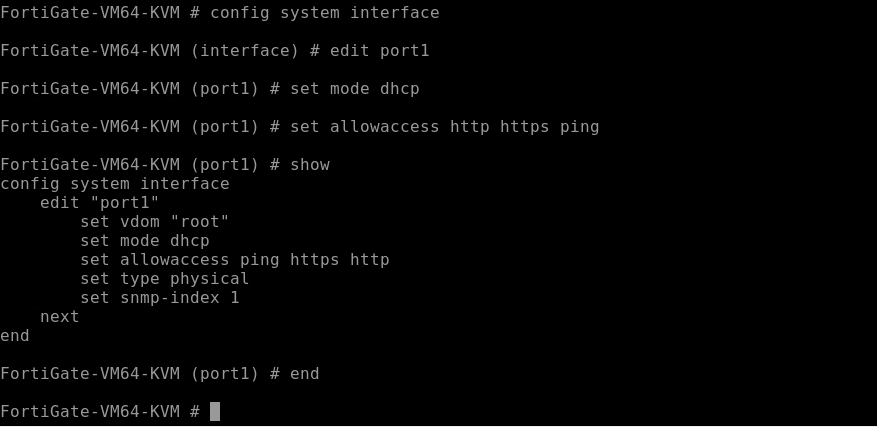 FortiGate-VM64-KVM # config system interface
FortiGate-VM64-KVM (interface) # edit port1
FortiGate-VM64-KVM (port1) # set mode dhcp
FortiGate-VM64-KVM (port1) # set allowaccess http https ping
FortiGate-VM64-KVM (port1) # show
config system interface
    edit "port1"
        set vdom "root"
        set mode dhcp
        set allowaccess ping https http
        set type physical
        set snmp-index 1
    next
end
FortiGate-VM64-KVM (port1) # end
FortiGate-VM64-KVM #